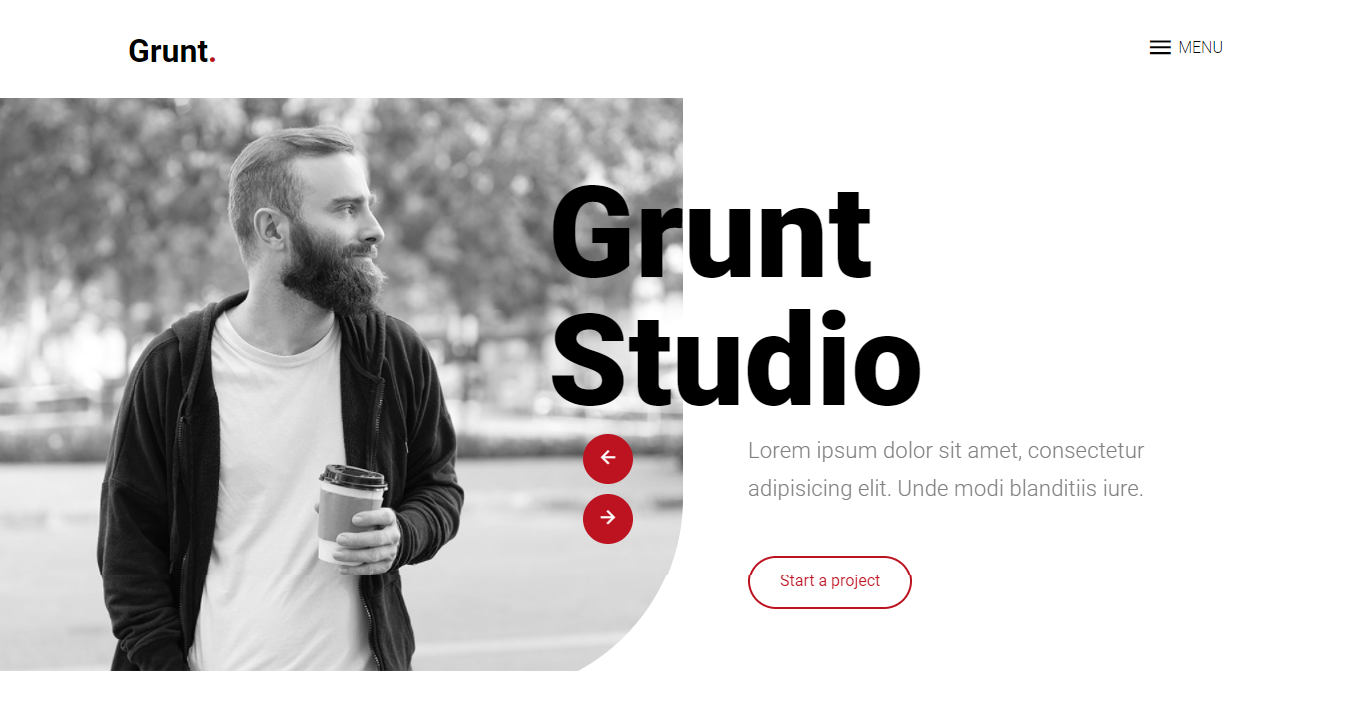 Grunt.
MENU
Grunt
Studio
Lorem ipsum dolor sit amet, consectetur
adipisicing elit. Unde modi blanditiis iure.
Start a project